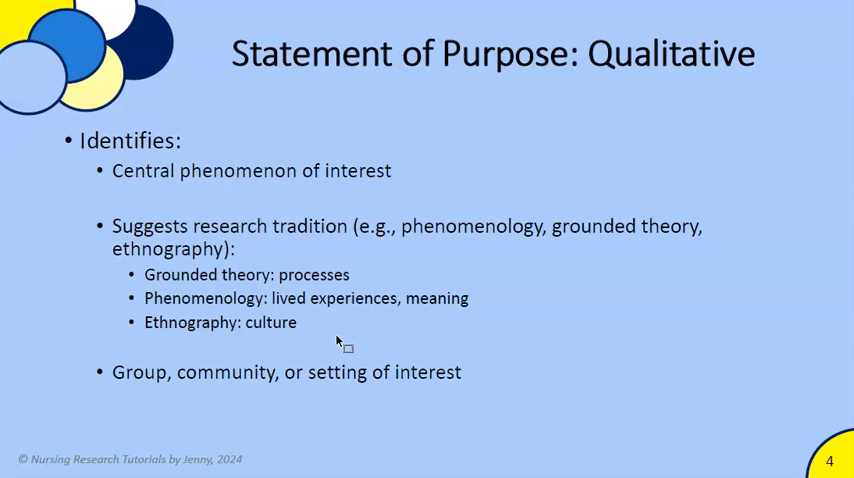 Statement of Purpose: Qualitative
• Identifies:
• Central phenomenon of interest
• Suggests research tradition (e.g., phenomenology, grounded theory,
ethnography):
• Grounded theory: processes
• Phenomenology: lived experiences, meaning
• Ethnography: culture
• Group, community, or setting of interest
© Nursing Research Tutorials by Jenny, 2024
4